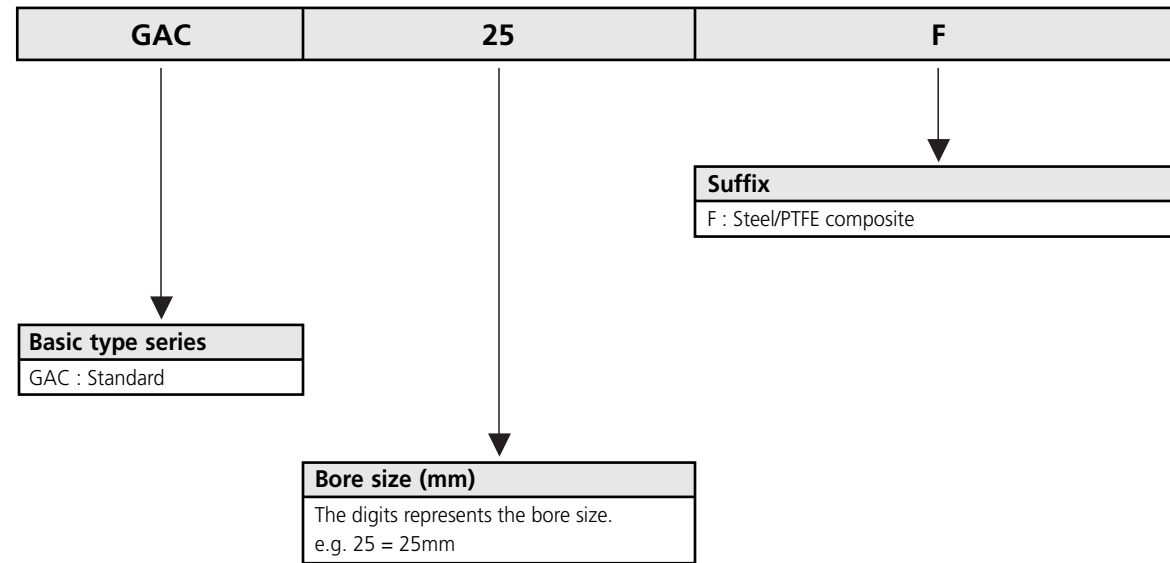 GAC 25 F
Suffix
F : Steel/PTFE composite
Basic type series
GAC : Standard
Bore size (mm)
The digits represents the bore size.
e.g. 25 = 25mm